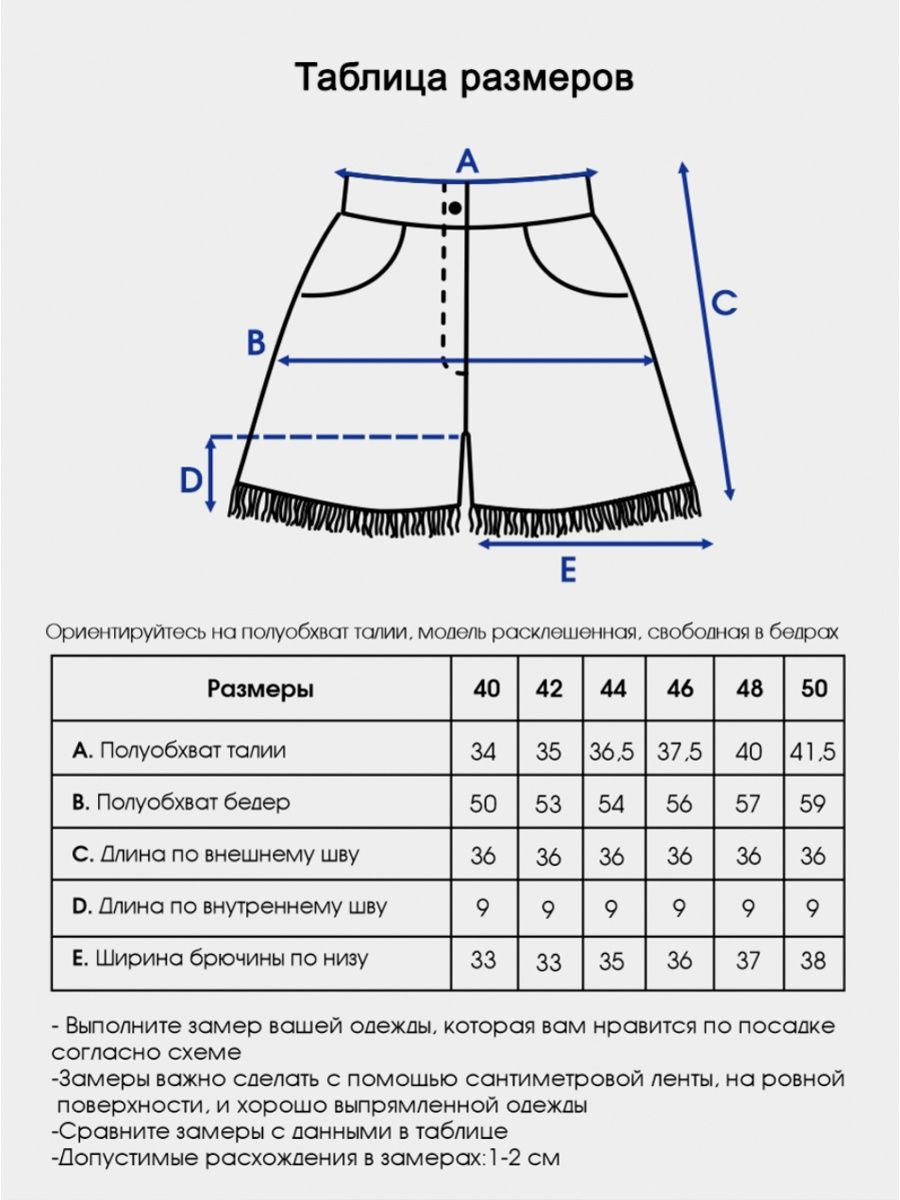 Таблица размеров
A
C
B
D
E
Ориентируйтесь на полуобхват талии, модель расклешенная, свободная в бедрах
Размеры 40 42 44 46 48 50
A. Полуобхват талии 34 35 36,5 37,5 40 41,5
B. Полуобхват бедер 50 53 54 56 57 59
C. Длина по внешнему шву 36 36 36 36 36 36
D. Длина по внутреннему шву 9 9 9 9 9 9
E. Ширина брючины по низу 33 33 35 36 37 38
- Выполните замер вашей одежды, которая вам нравится по посадке
согласно схеме
-Замеры важно сделать с помощью сантиметровой ленты, на ровной
поверхности, и хорошо выпрямленной одежды
-Сравните замеры с данными в таблице
-Допустимые расхождения в замерах:1-2 см